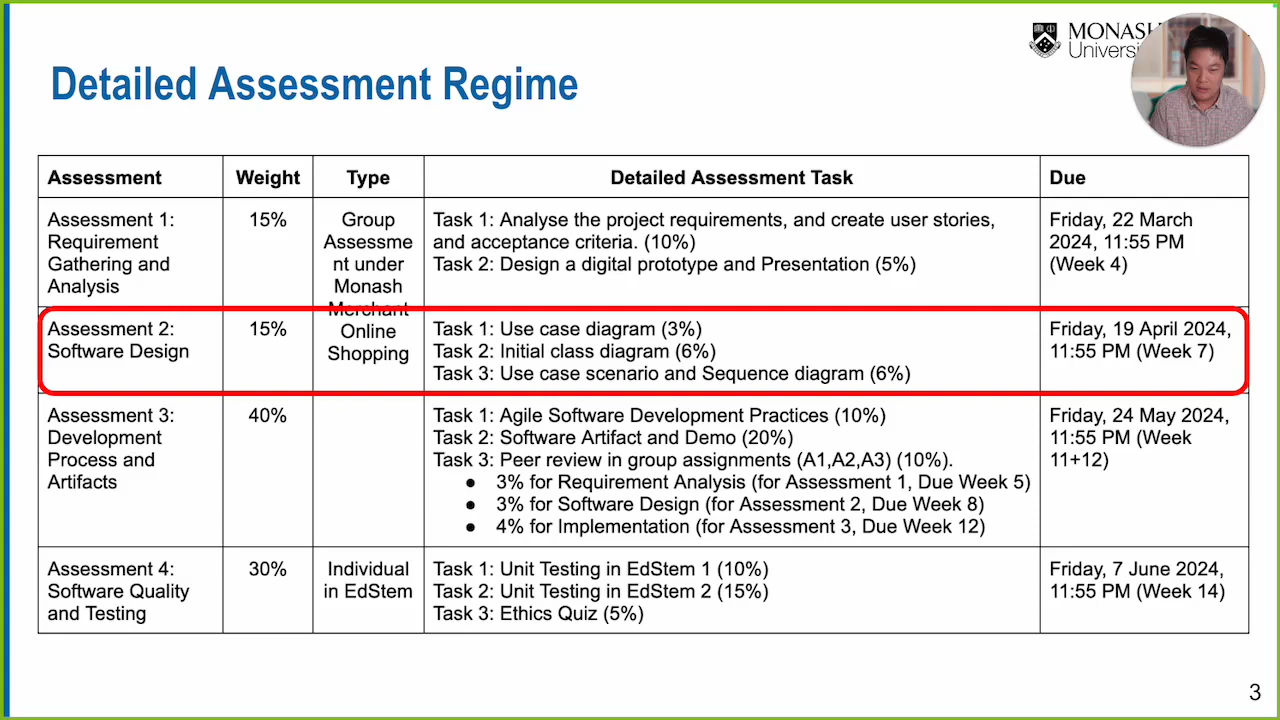 MONASH
University
Detailed Assessment Regime
Assessment Weight Type Detailed Assessment Task Due
Assessment 1:
Requirement
Gathering and
Analysis
15%
Group
Assessme
nt under
Monash
Merchant
Online
Shopping
Task 1: Analyse the project requirements, and create user stories,
and acceptance criteria. (10%)
Task 2: Design a digital prototype and Presentation (5%)
Friday, 22 March
2024, 11:55 PM
(Week 4)
Assessment 2:
Software Design
15%
Task 1: Use case diagram (3%)
Task 2: Initial class diagram (6%)
Task 3: Use case scenario and Sequence diagram (6%)
Friday, 19 April 2024,
11:55 PM (Week 7)
Assessment 3:
Development
Process and
Artifacts
40%
Task 1: Agile Software Development Practices (10%)
Task 2: Software Artifact and Demo (20%)
Task 3: Peer review in group assignments (A1,A2,A3) (10%).
● 3% for Requirement Analysis (for Assessment 1, Due Week 5)
● 3% for Software Design (for Assessment 2, Due Week 8)
● 4% for Implementation (for Assessment 3, Due Week 12)
Friday, 24 May 2024,
11:55 PM (Week
11+12)
Assessment 4:
Software Quality
and Testing
30%
Individual
in EdStem
Task 1: Unit Testing in EdStem 1 (10%)
Task 2: Unit Testing in EdStem 2 (15%)
Task 3: Ethics Quiz (5%)
Friday, 7 June 2024,
11:55 PM (Week 14)
3